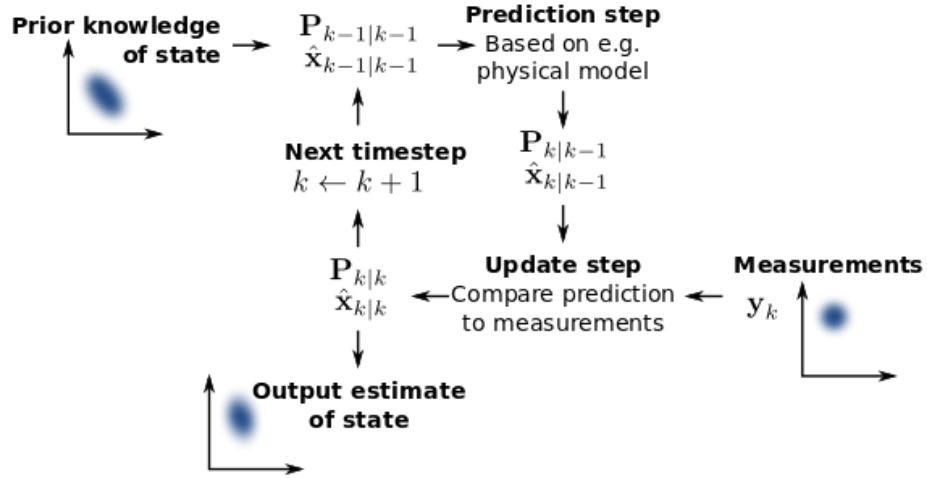 Prior knowledge
of state
P_{k−1|k−1}
x̂_{k−1|k−1}
Prediction step
Based on e.g.
physical model
Next timestep
k ← k + 1
P_{k|k−1}
x̂_{k|k−1}
P_{k|k}
x̂_{k|k}
Update step
Compare prediction
to measurements
Measurements
y_k
Output estimate
of state